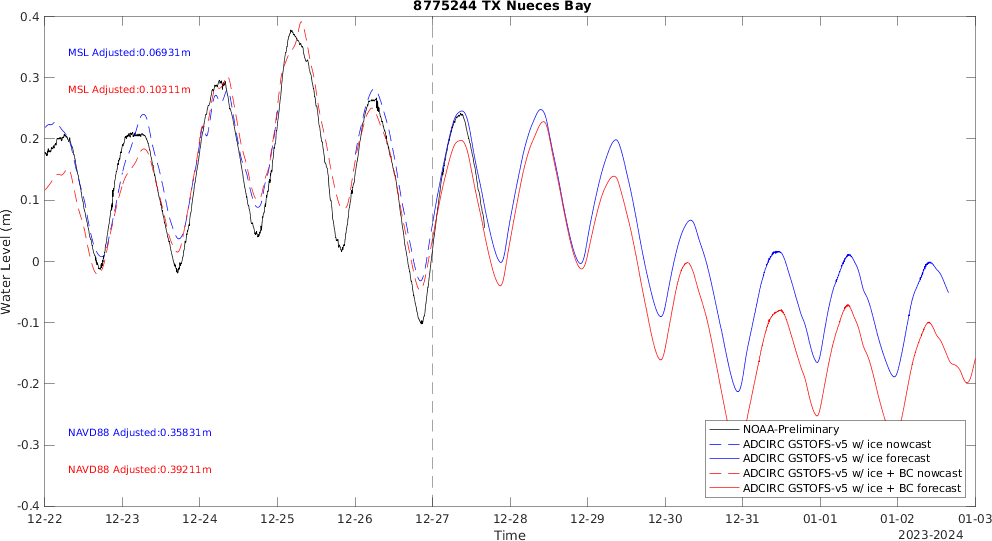 8775244 TX Nueces Bay
0.4
0.3
0.2
0.1
0
-0.1
-0.2
-0.3
-0.4
Water Level (m)
MSL Adjusted:0.06931m
MSL Adjusted:0.10311m
NAVD88 Adjusted:0.35831m
NAVD88 Adjusted:0.39211m
NOAA-Preliminary
ADCIRC GSTOFS-v5 w/ ice nowcast
ADCIRC GSTOFS-v5 w/ ice forecast
ADCIRC GSTOFS-v5 w/ ice + BC nowcast
ADCIRC GSTOFS-v5 w/ ice + BC forecast
12-22 12-23 12-24 12-25 12-26 12-27 12-28 12-29 12-30 12-31 01-01 01-02 01-03
Time
2023-2024